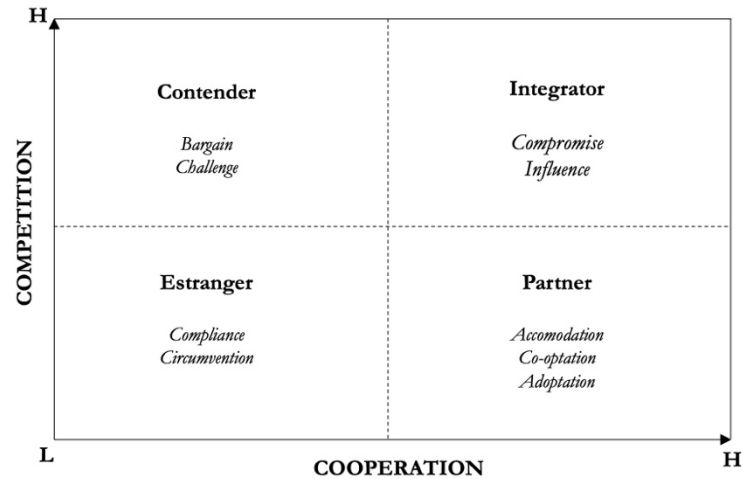 H
Contender
Integrator
Bargain
Challenge
Compromise
Influence
COMPETITION
Estranger
Partner
Compliance
Circumvention
Accomodation
Co-optation
Adoptation
L
COOPERATION
H